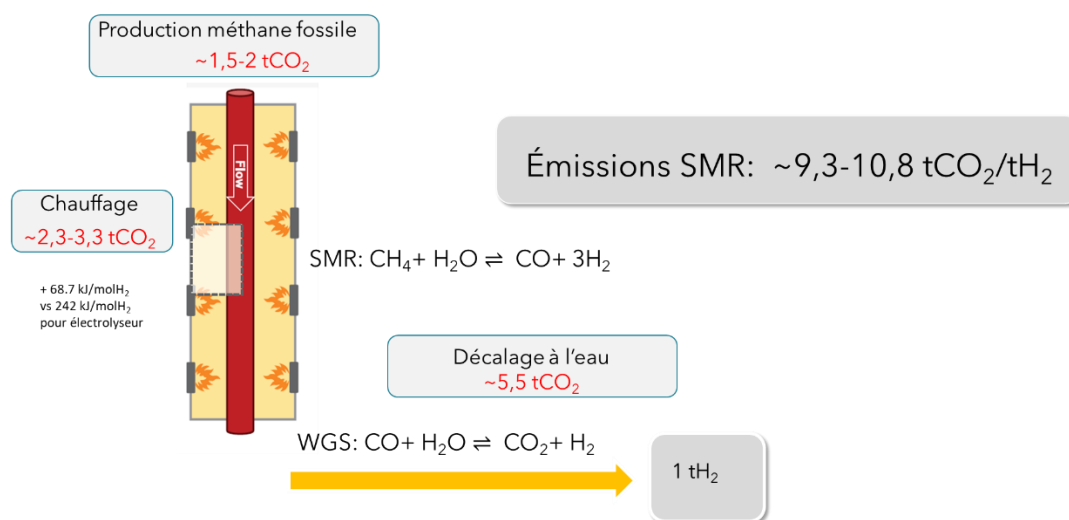 Production méthane fossile
~1,5-2 tCO₂
Flow
Émissions SMR: ~9,3-10,8 tCO₂/tH₂
Chauffage
~2,3-3,3 tCO₂
SMR: CH₄+ H₂O ⇌ CO+ 3H₂
+ 68.7 kJ/molH₂
vs 242 kJ/molH₂
pour électrolyseur
Décalage à l'eau
~5,5 tCO₂
WGS: CO+ H₂O ⇌ CO₂+ H₂
1 tH₂